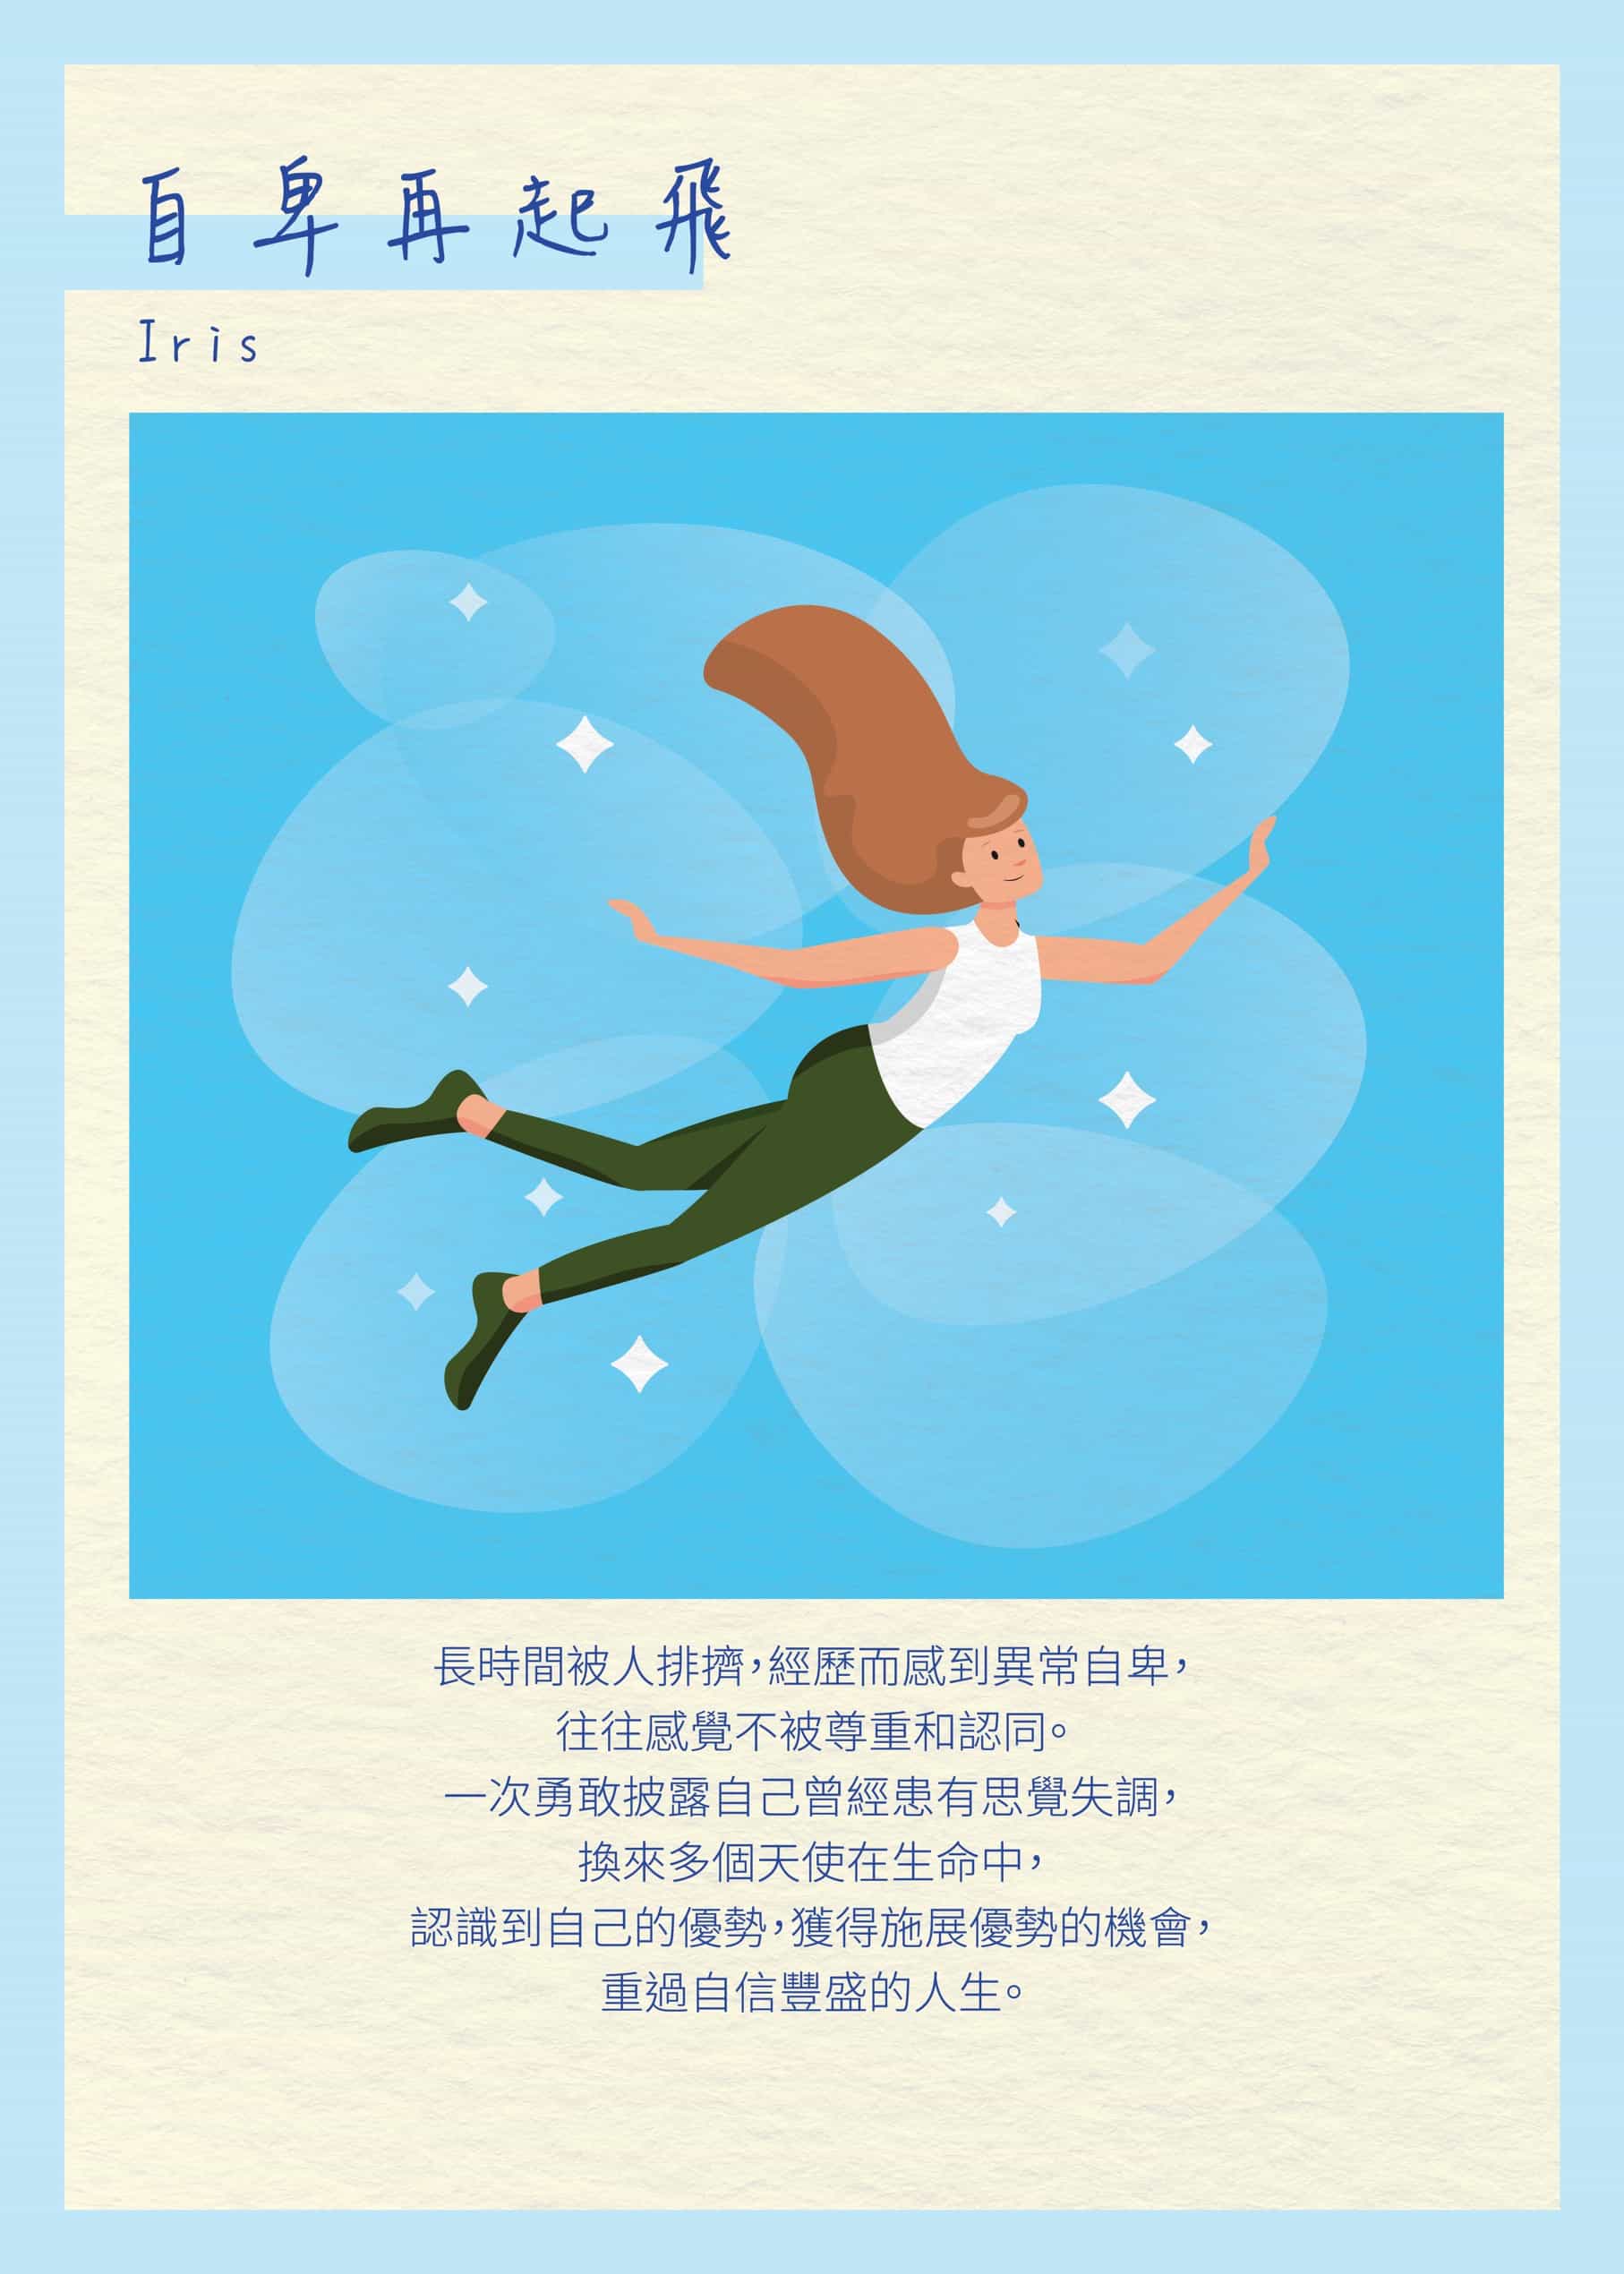 自卑再起飛
Iris
長時間被人排擠，經歷而感到異常自卑，
往往感覺不被尊重和認同。
一次勇敢披露自己曾經患有思覺失調，
換來多個天使在生命中，
認識到自己的優勢，獲得施展優勢的機會，
重過自信豐盛的人生。